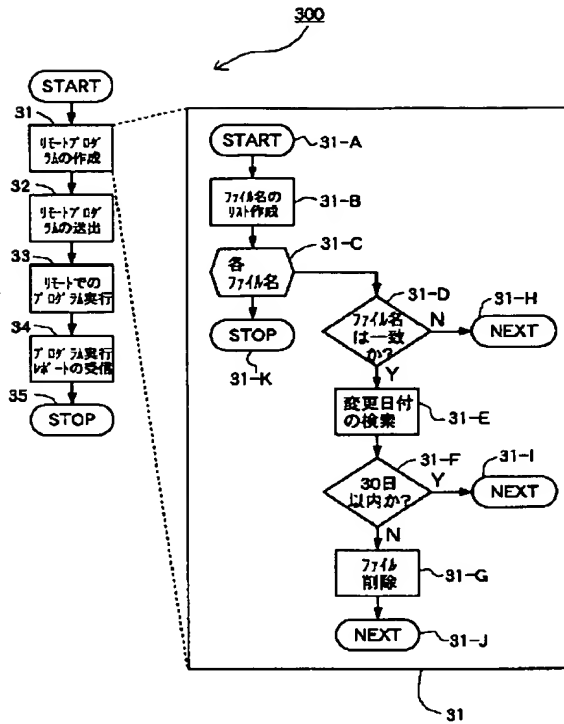 300
START
31
リモートプログ
ラムの作成
32
リモートプログ
ラムの送出
33
リモートでの
プログラム実行
34
プログラム実行
レポートの受信
35
STOP
START
31-A
ファイル名の
リスト作成
31-B
各
ファイル名
31-C
STOP
31-K
ファイル名
は一致
か?
31-D
N
31-H
NEXT
Y
変更日付
の検索
31-E
30日
以内か?
31-F
Y
31-I
NEXT
N
ファイル
削除
31-G
NEXT
31-J
31